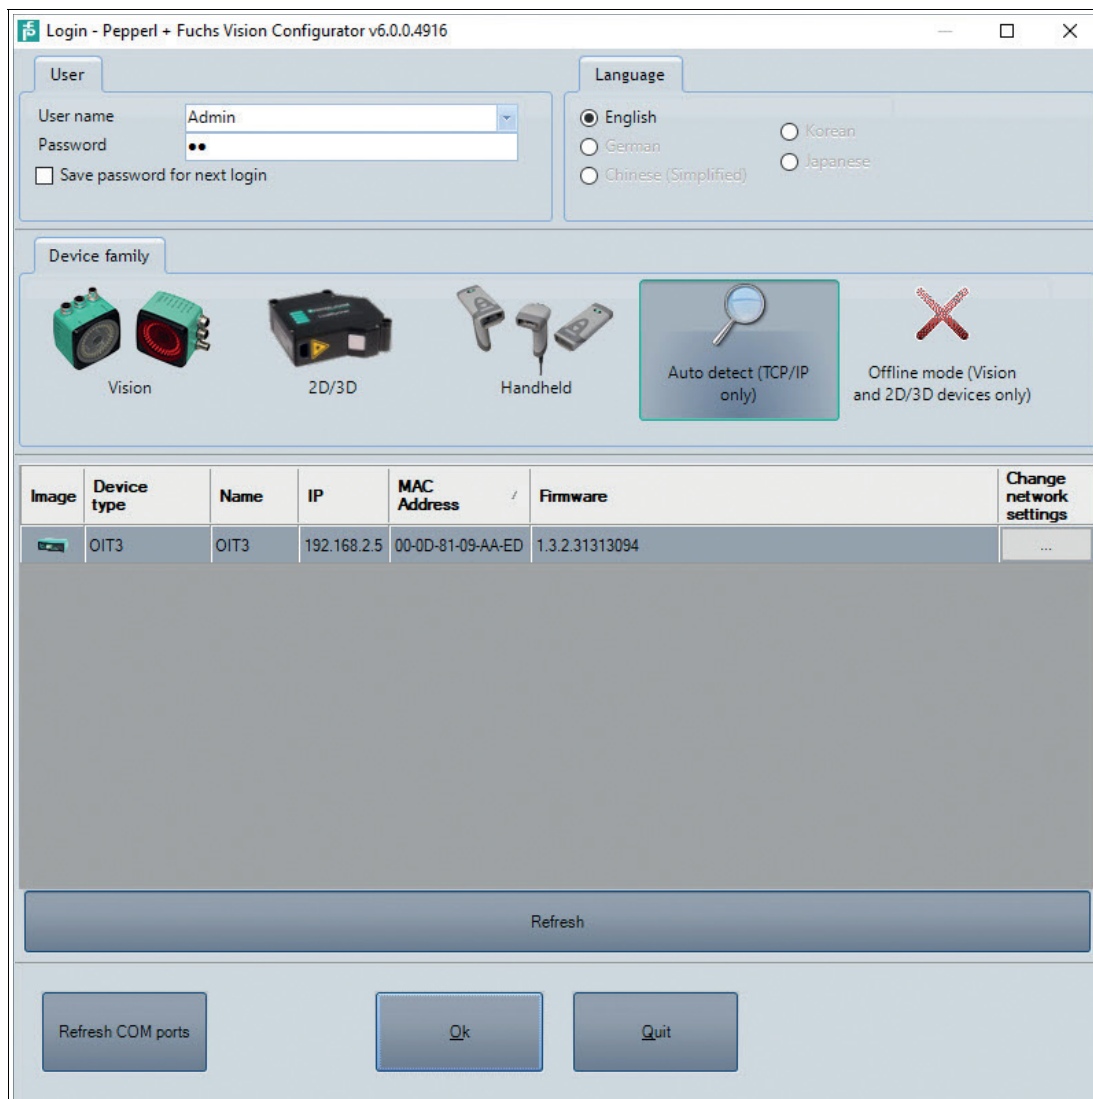 Login - Pepperl + Fuchs Vision Configurator v6.0.0.4916
User
User name
Admin
Password
••
Save password for next login
Language
English
German
Chinese (Simplified)
Korean
Japanese
Device family
Vision
2D/3D
Handheld
Auto detect (TCP/IP
only)
Offline mode (Vision
and 2D/3D devices only)
Image
Device
type
Name
IP
MAC
Address
Firmware
Change
network
settings
OIT3
OIT3
192.168.2.5
00-0D-81-09-AA-ED
1.3.2.31313094
...
Refresh
Refresh COM ports
Ok
Quit